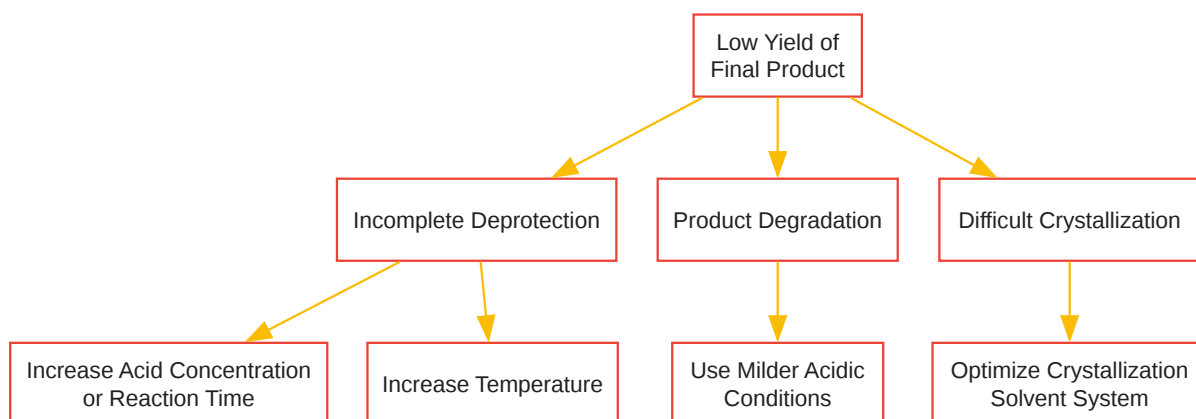 Low Yield of
Final Product
Incomplete Deprotection
Product Degradation
Difficult Crystallization
Increase Acid Concentration
or Reaction Time
Increase Temperature
Use Milder Acidic
Conditions
Optimize Crystallization
Solvent System